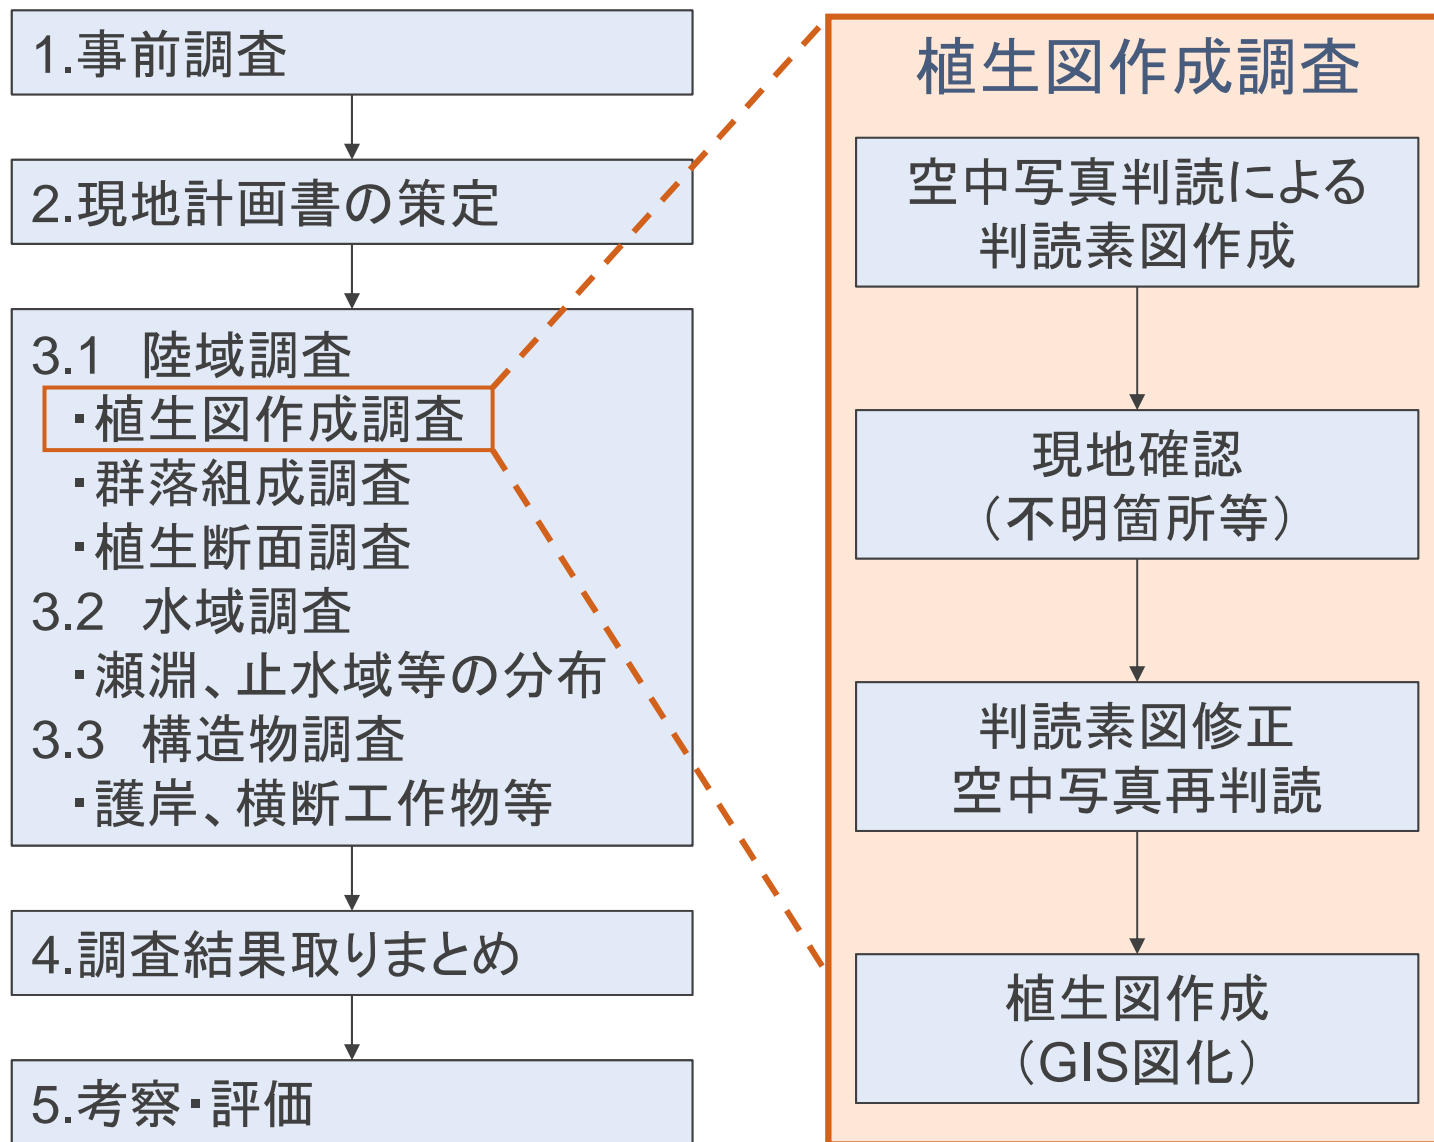 1.事前調査
2.現地計画書の策定
3.1　陸域調査
・植生図作成調査
・群落組成調査
・植生断面調査
3.2　水域調査
・瀬淵、止水域等の分布
3.3　構造物調査
・護岸、横断工作物等
4.調査結果取りまとめ
5.考察・評価
植生図作成調査
空中写真判読による
判読素図作成
現地確認
（不明箇所等）
判読素図修正
空中写真再判読
植生図作成
（GIS図化）